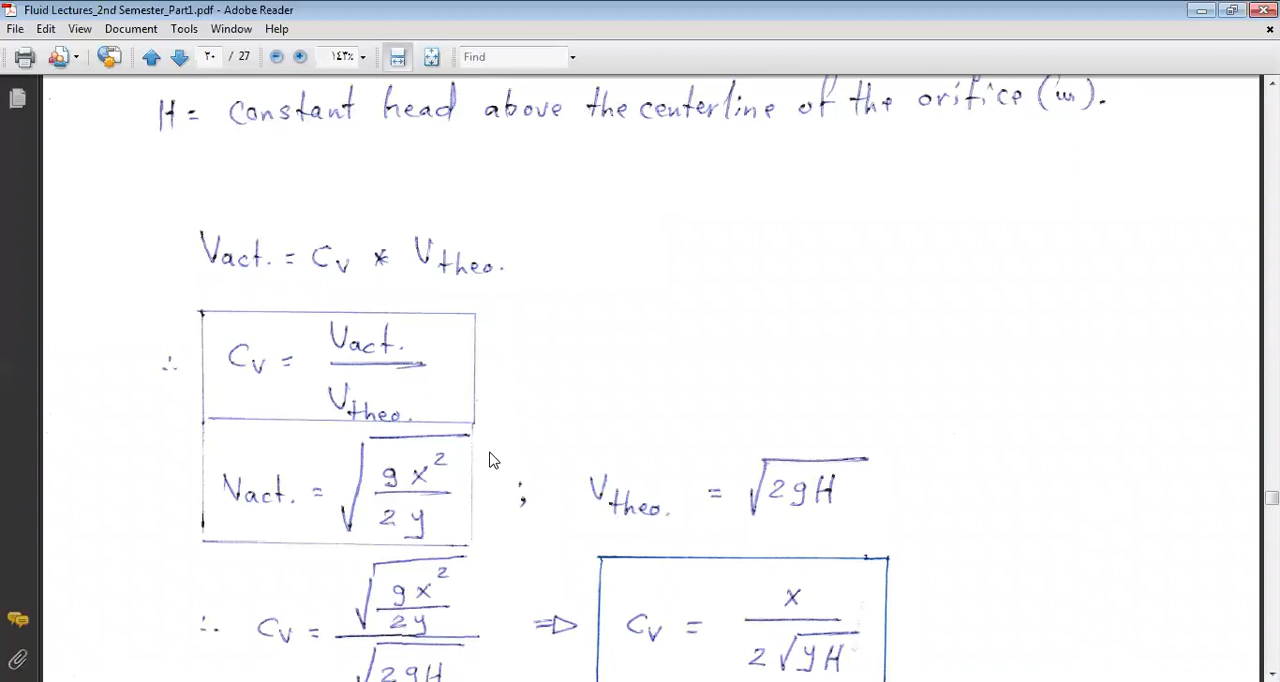 Fluid Lectures_2nd Semester_Part1.pdf - Adobe Reader
File Edit View Document Tools Window Help
٢٠ / 27 ١٤٣% Find
H = constant head above the centerline of the orifice (m).
Vact. = Cv * Vtheo.
∴ Cv = Vact. / Vtheo.
Vact. = √(g x² / 2 y) ; Vtheo. = √(2gH)
∴ Cv = √(g x² / 2y) / √(2gH) ⇒ Cv = x / 2√(yH)